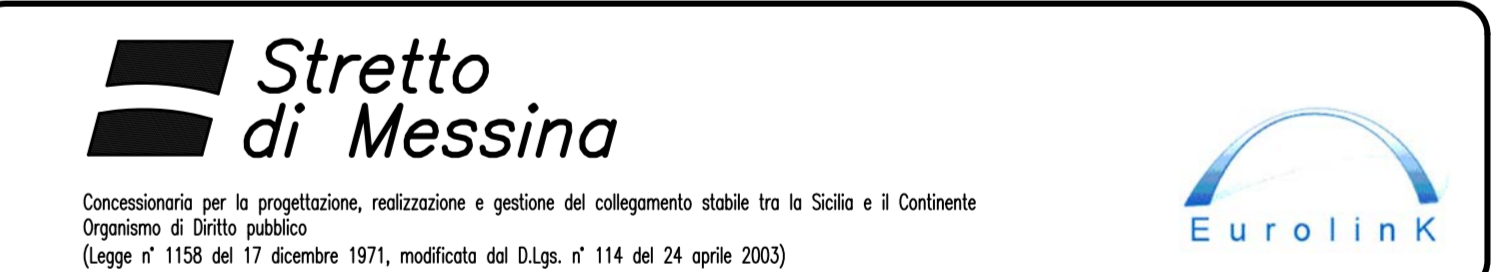 Stretto
di Messina
Concessionaria per la progettazione, realizzazione e gestione del collegamento stabile tra la Sicilia e il Continente
Organismo di Diritto pubblico
(Legge n° 1158 del 17 dicembre 1971, modificata dal D.Lgs. n° 114 del 24 aprile 2003)
EurolinK